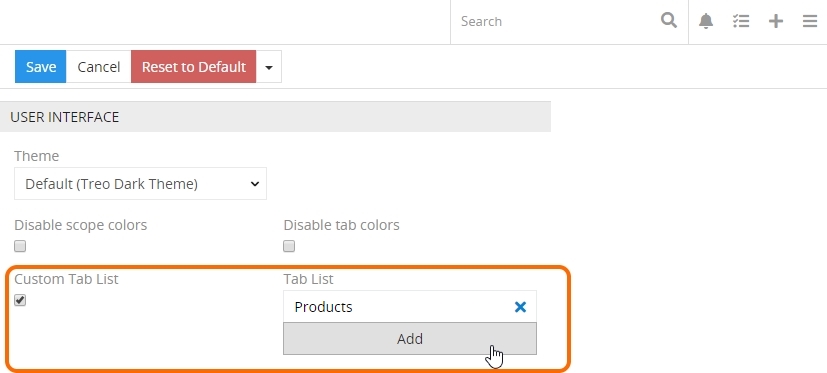 Search
Save Cancel Reset to Default
USER INTERFACE
Theme
Default (Treo Dark Theme)
Disable scope colors Disable tab colors
Custom Tab List Tab List
Products
Add